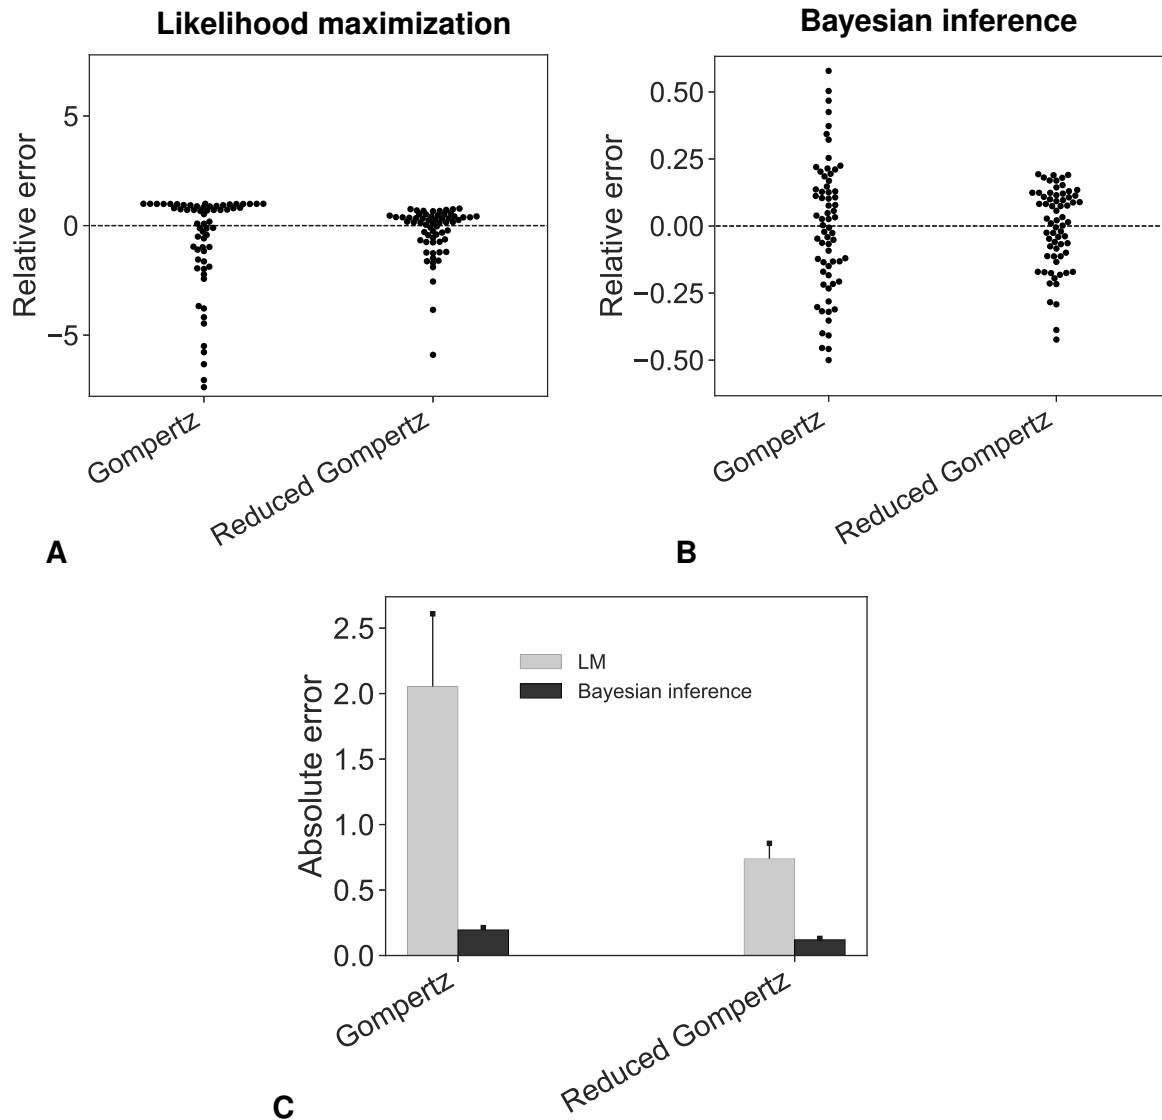 Likelihood maximization
Relative error
5
0
−5
Gompertz
Reduced Gompertz
A
Bayesian inference
Relative error
0.50
0.25
0.00
−0.25
−0.50
Gompertz
Reduced Gompertz
B
Absolute error
2.5
2.0
1.5
1.0
0.5
0.0
LM
Bayesian inference
Gompertz
Reduced Gompertz
C